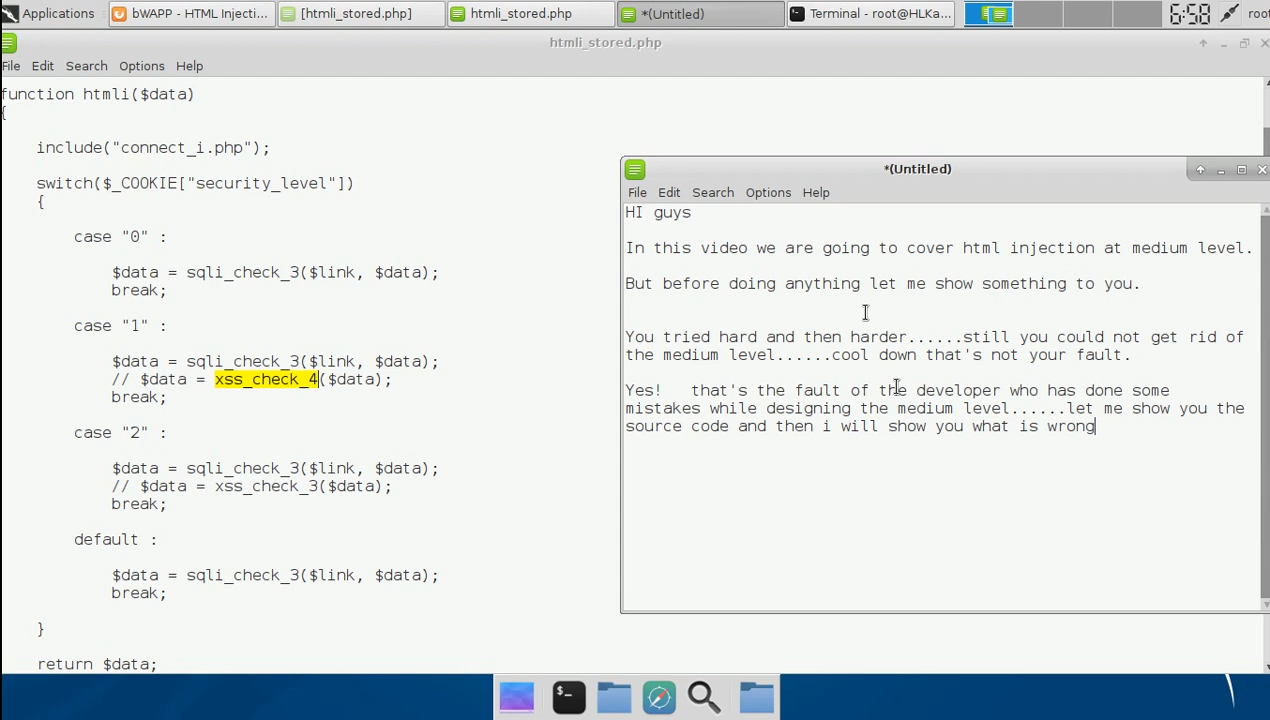 Applications
bWAPP - HTML Injecti...
[htmli_stored.php]
htmli_stored.php
*(Untitled)
Terminal - root@HLKa...
6:58
root
htmli_stored.php
File Edit Search Options Help
function htmli($data)
{
include("connect_i.php");
switch($_COOKIE["security_level"])
{
case "0" :
$data = sqli_check_3($link, $data);
break;
case "1" :
$data = sqli_check_3($link, $data);
// $data = xss_check_4($data);
break;
case "2" :
$data = sqli_check_3($link, $data);
// $data = xss_check_3($data);
break;
default :
$data = sqli_check_3($link, $data);
break;
}
return $data;
*(Untitled)
File Edit Search Options Help
HI guys
In this video we are going to cover html injection at medium level.
But before doing anything let me show something to you.
You tried hard and then harder......still you could not get rid of
the medium level......cool down that's not your fault.
Yes!   that's the fault of the developer who has done some
mistakes while designing the medium level......let me show you the
source code and then i will show you what is wrong